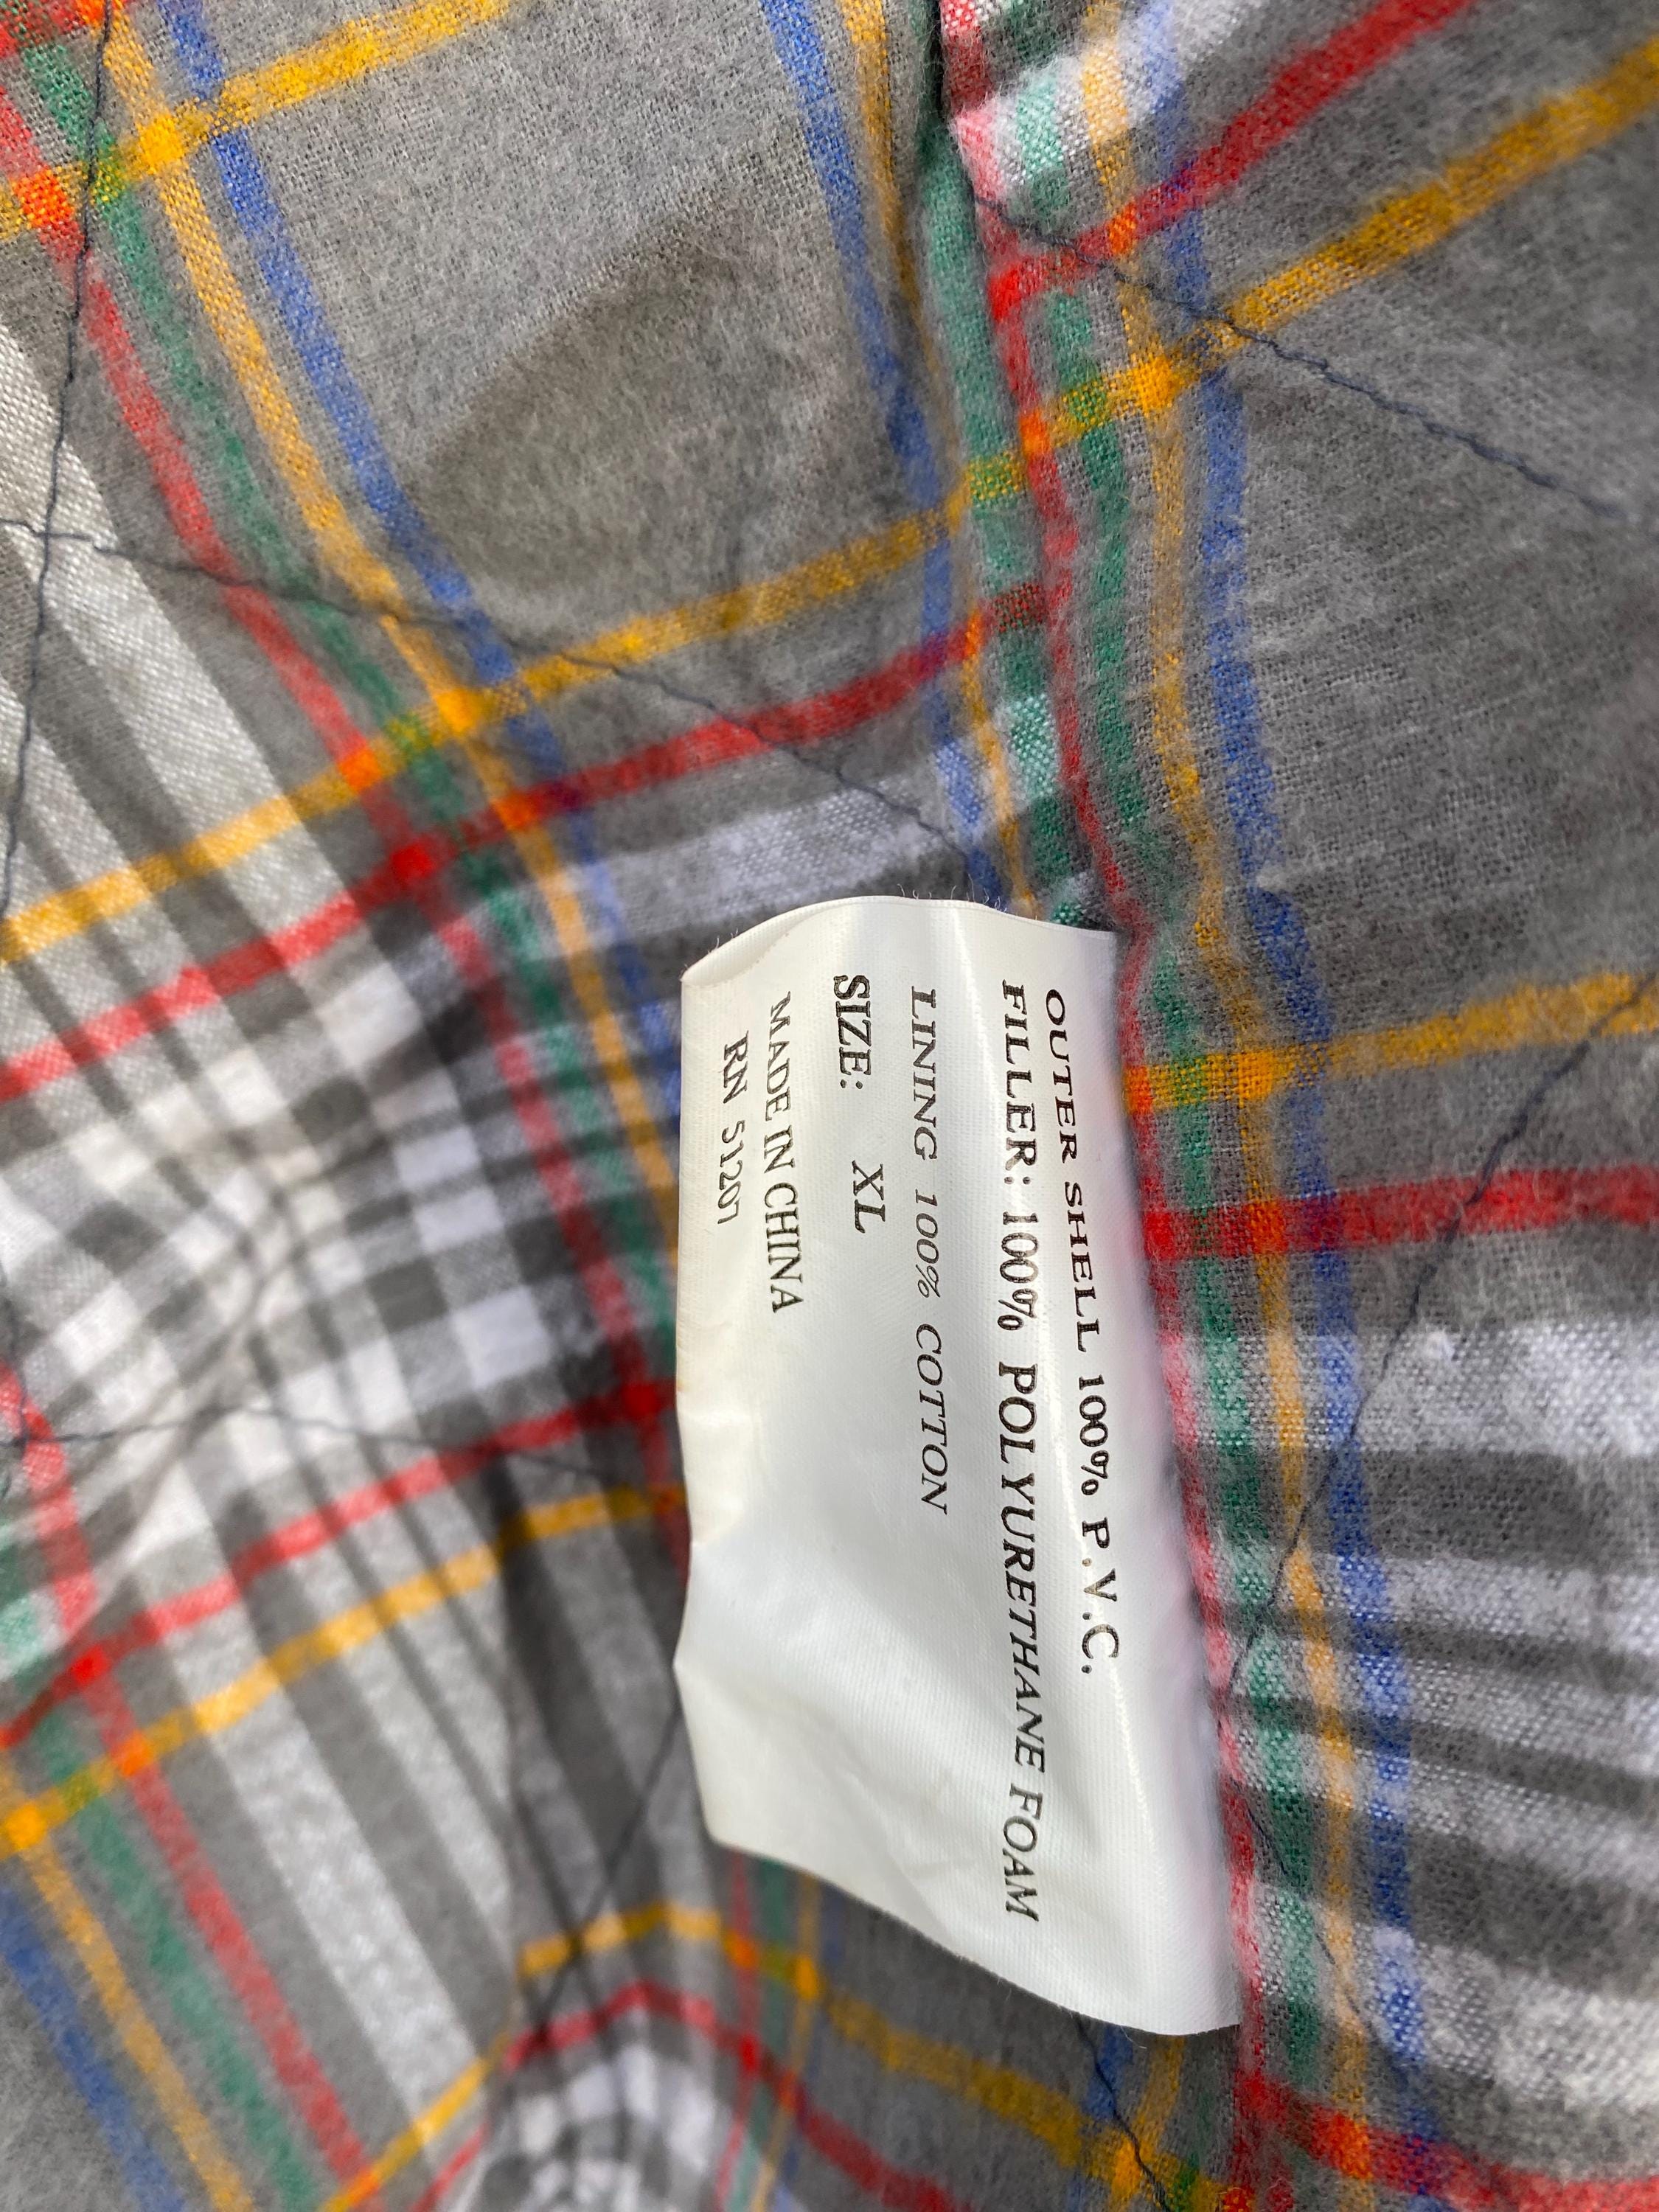 OUTER SHELL 100% P.V.C.
FILLER: 100% POLYURETHANE FOAM
LINING 100% COTTON
SIZE: XL
MADE IN CHINA
RN 51207